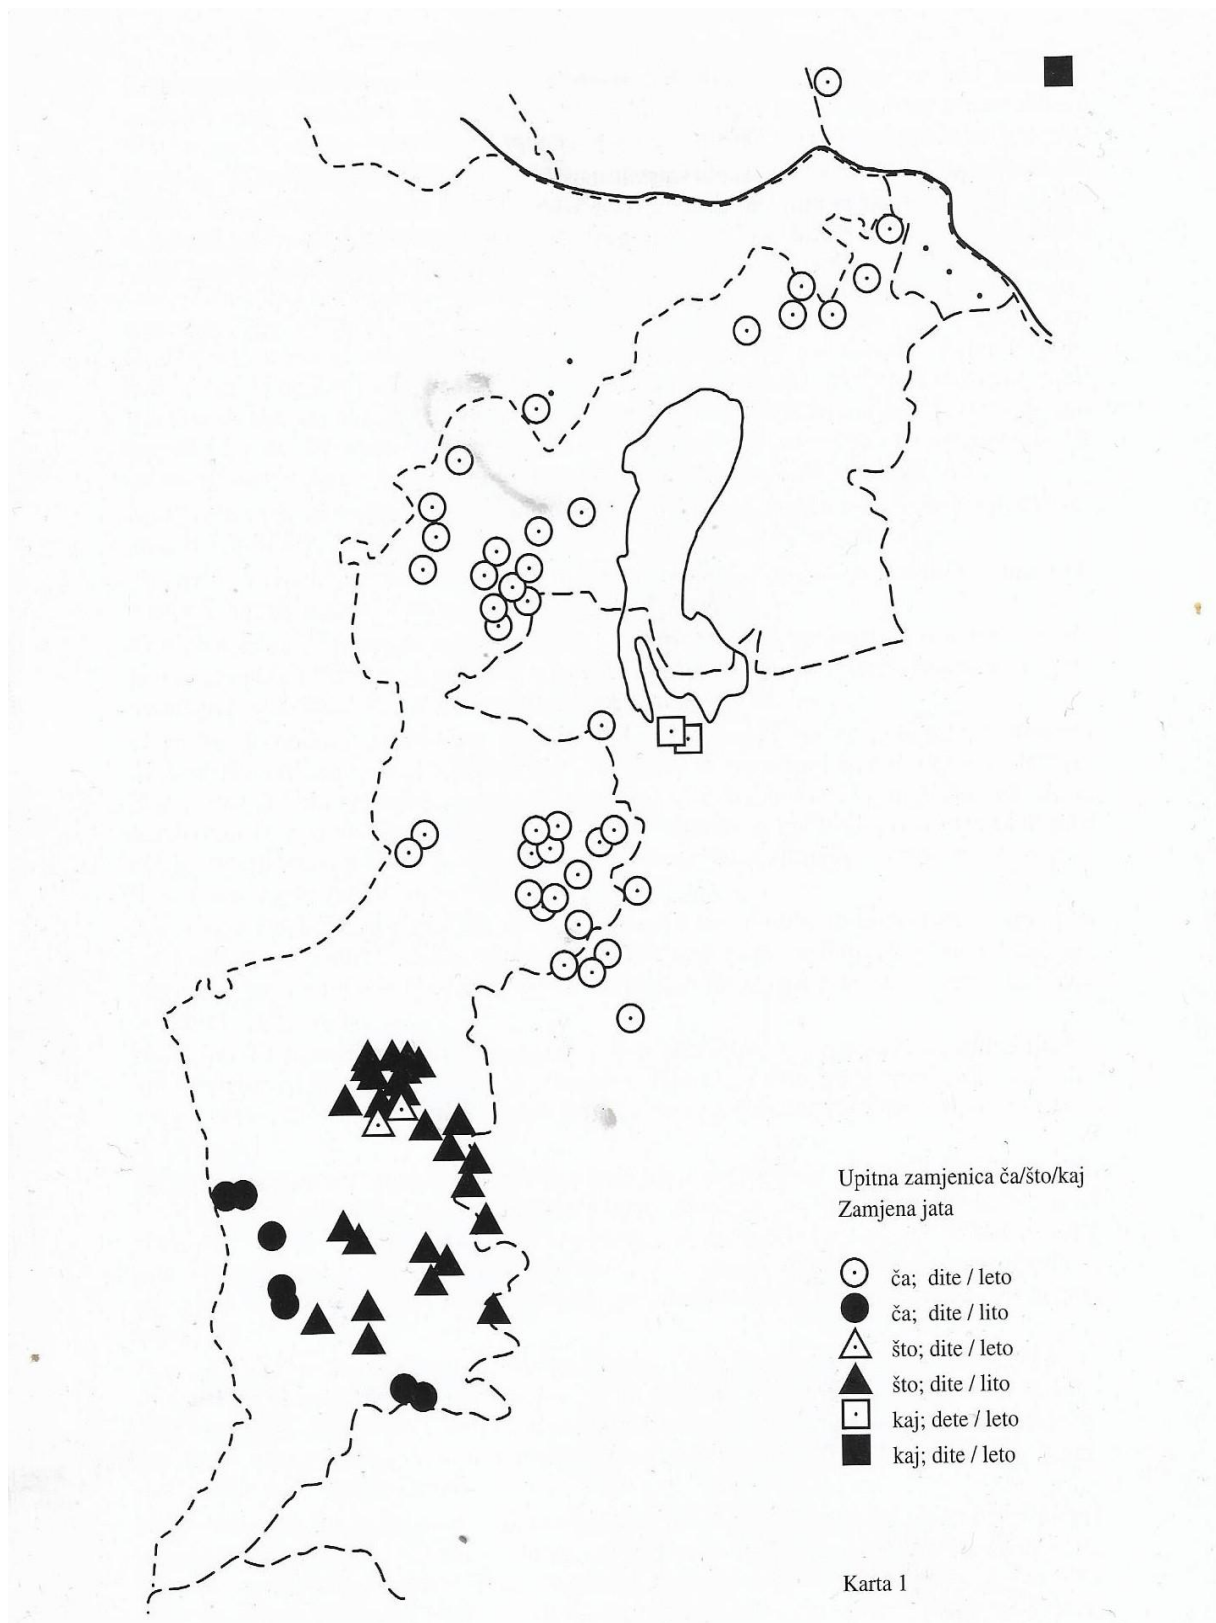 Upitna zamjenica ča/što/kaj
Zamjena jata
ča; dite / leto
ča; dite / lito
što; dite / leto
što; dite / lito
kaj; dete / leto
kaj; dite / leto
Karta 1